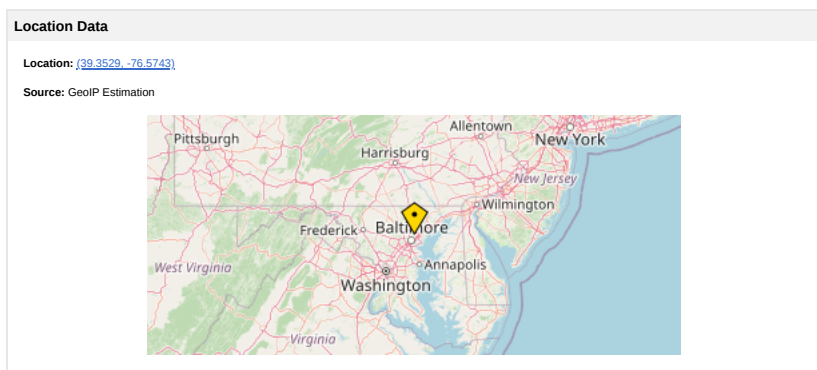 Location Data
Location: (39.3529, -76.5743)
Source: GeoIP Estimation
Allentown
Pittsburgh
New York
Harrisburg
New Jersey
Wilmington
Frederick
Baltimore
West Virginia
Annapolis
Washington
Virginia